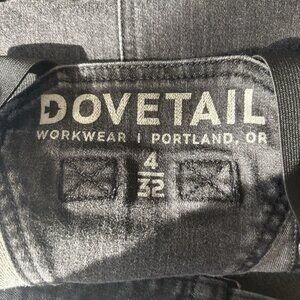 DOVETAIL
WORKWEAR | PORTLAND, OR
4
32